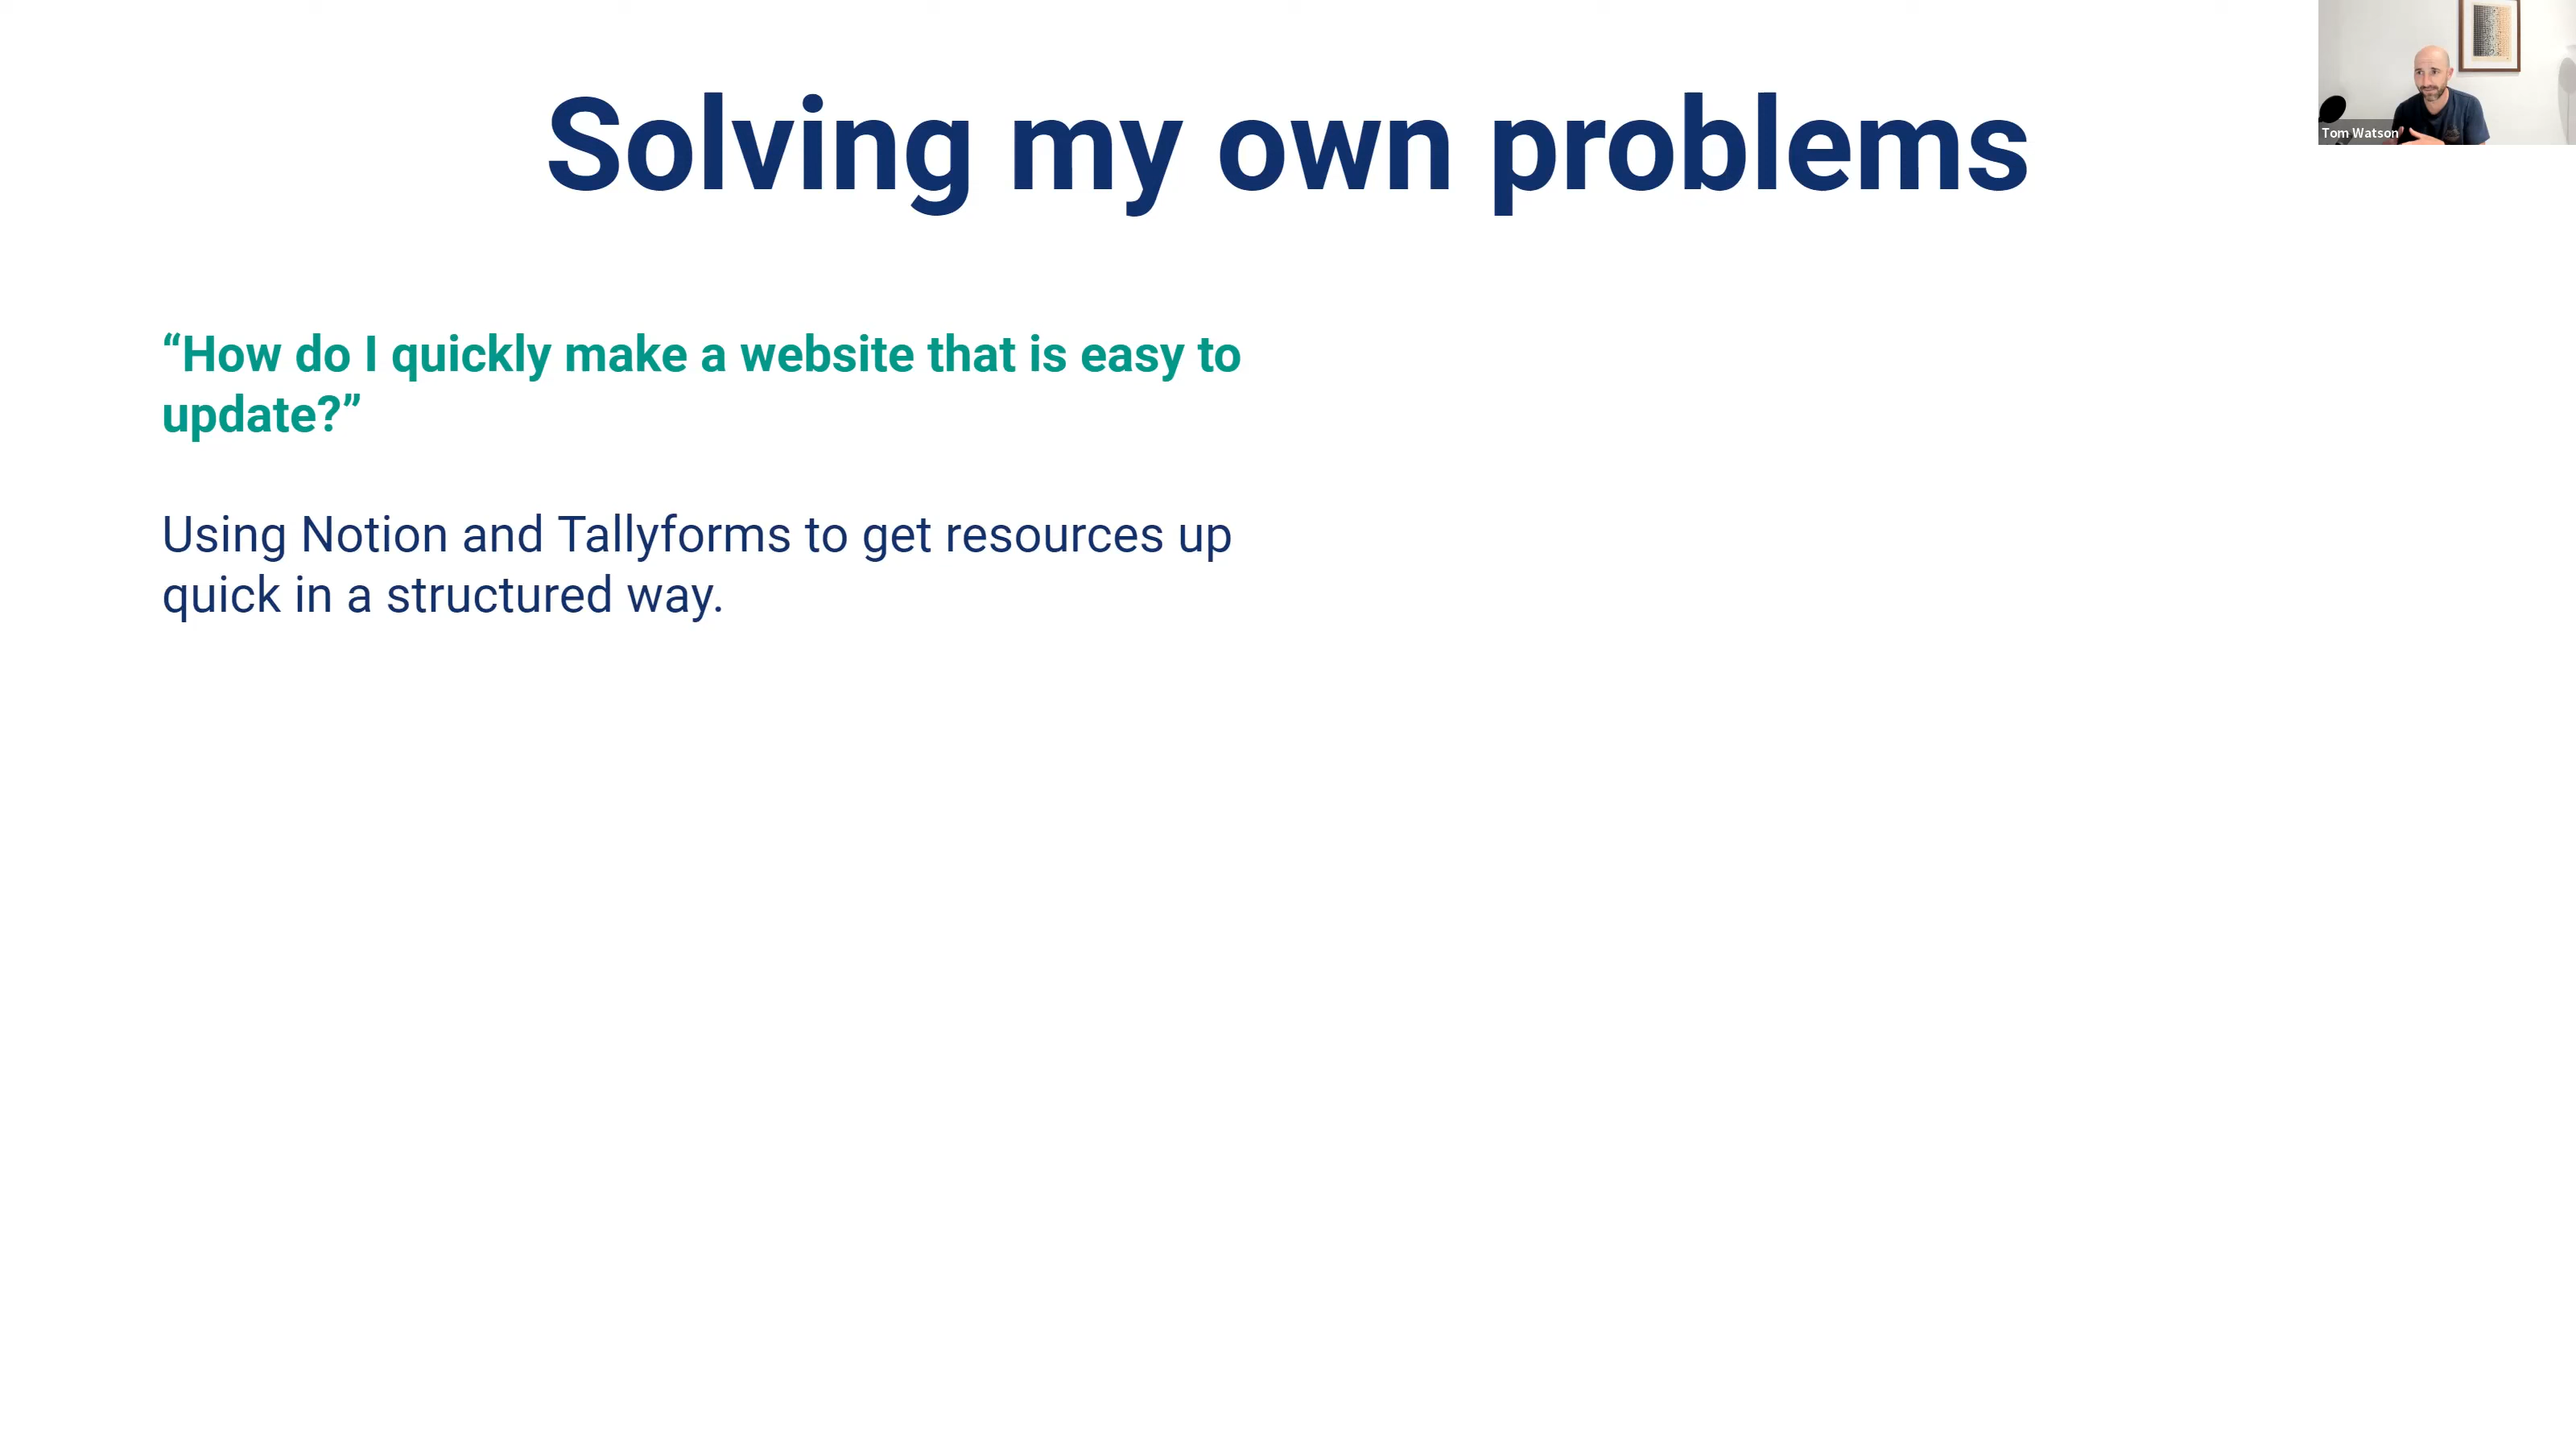 Solving my own problems
Tom Watson
“How do I quickly make a website that is easy to
update?”
Using Notion and Tallyforms to get resources up
quick in a structured way.